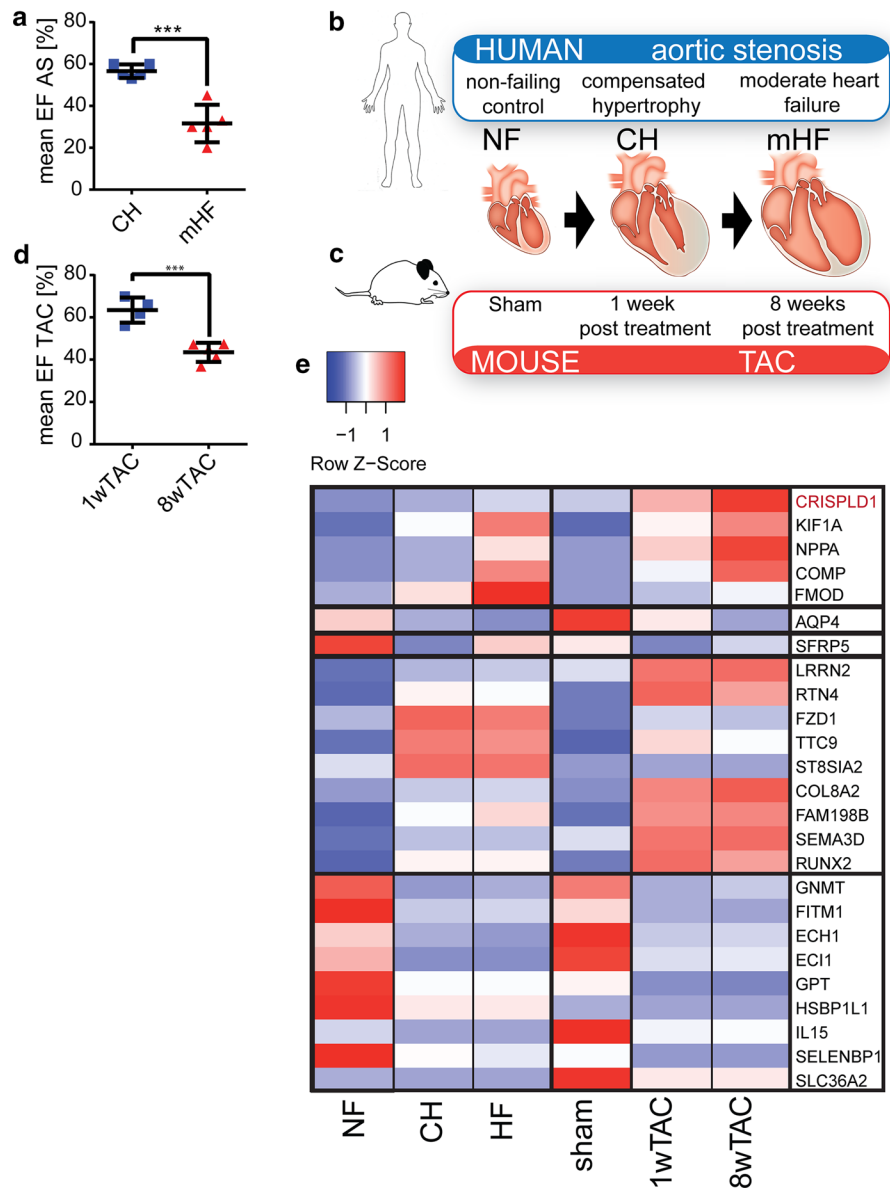 a
mean EF AS [%]
80
60
40
20
0
***
CH
mHF
b
HUMAN aortic stenosis
non-failing control
compensated hypertrophy
moderate heart failure
NF
CH
mHF
c
Sham
1 week post treatment
8 weeks post treatment
MOUSE TAC
d
mean EF TAC [%]
80
60
40
20
0
***
1wTAC
8wTAC
e
−1 1
Row Z−Score
CRISPLD1
KIF1A
NPPA
COMP
FMOD
AQP4
SFRP5
LRRN2
RTN4
FZD1
TTC9
ST8SIA2
COL8A2
FAM198B
SEMA3D
RUNX2
GNMT
FITM1
ECH1
ECI1
GPT
HSBP1L1
IL15
SELENBP1
SLC36A2
NF
CH
HF
sham
1wTAC
8wTAC